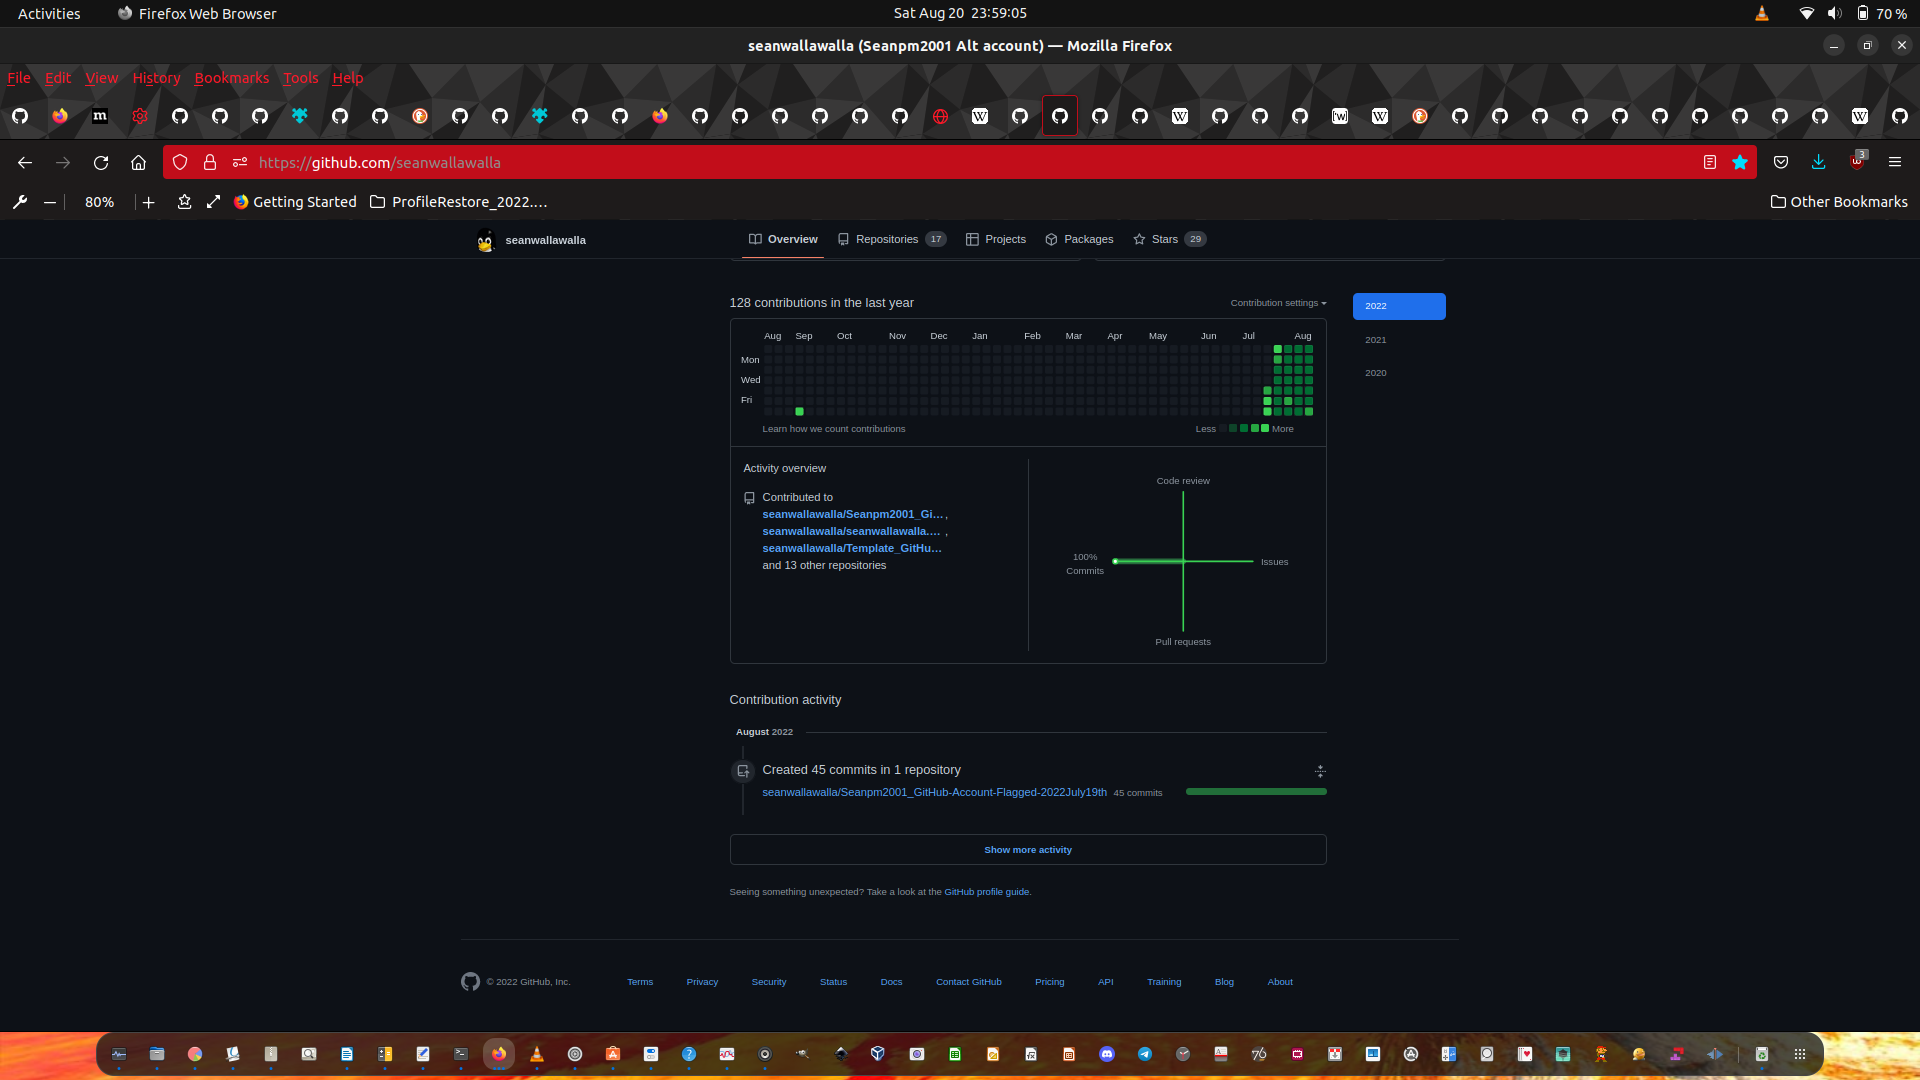 Activities
Firefox Web Browser
Sat Aug 20 23:59:05
70 %
seanwallawalla (Seanpm2001 Alt account) — Mozilla Firefox
File Edit View History Bookmarks Tools Help
https://github.com/seanwallawalla
3
80%
Getting Started
ProfileRestore_2022.…
Other Bookmarks
seanwallawalla
Overview
Repositories 17
Projects
Packages
Stars 29
128 contributions in the last year
Contribution settings
2022
2021
2020
Aug Sep Oct Nov Dec Jan Feb Mar Apr May Jun Jul Aug
Mon
Wed
Fri
Learn how we count contributions
Less More
Activity overview
Contributed to
seanwallawalla/Seanpm2001_Gi…,
seanwallawalla/seanwallawalla.… ,
seanwallawalla/Template_GitHu…
and 13 other repositories
Code review
100%
Commits
Issues
Pull requests
Contribution activity
August 2022
Created 45 commits in 1 repository
seanwallawalla/Seanpm2001_GitHub-Account-Flagged-2022July19th 45 commits
Show more activity
Seeing something unexpected? Take a look at the GitHub profile guide.
© 2022 GitHub, Inc.
Terms
Privacy
Security
Status
Docs
Contact GitHub
Pricing
API
Training
Blog
About